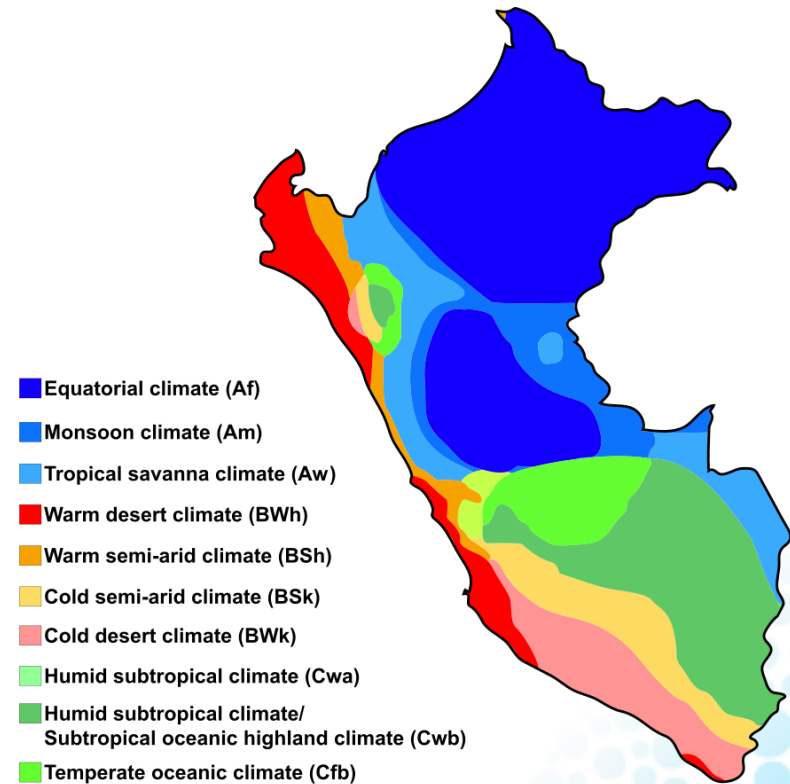 Equatorial climate (Af)
Monsoon climate (Am)
Tropical savanna climate (Aw)
Warm desert climate (BWh)
Warm semi-arid climate (BSh)
Cold semi-arid climate (BSk)
Cold desert climate (BWk)
Humid subtropical climate (Cwa)
Humid subtropical climate/
Subtropical oceanic highland climate (Cwb)
Temperate oceanic climate (Cfb)